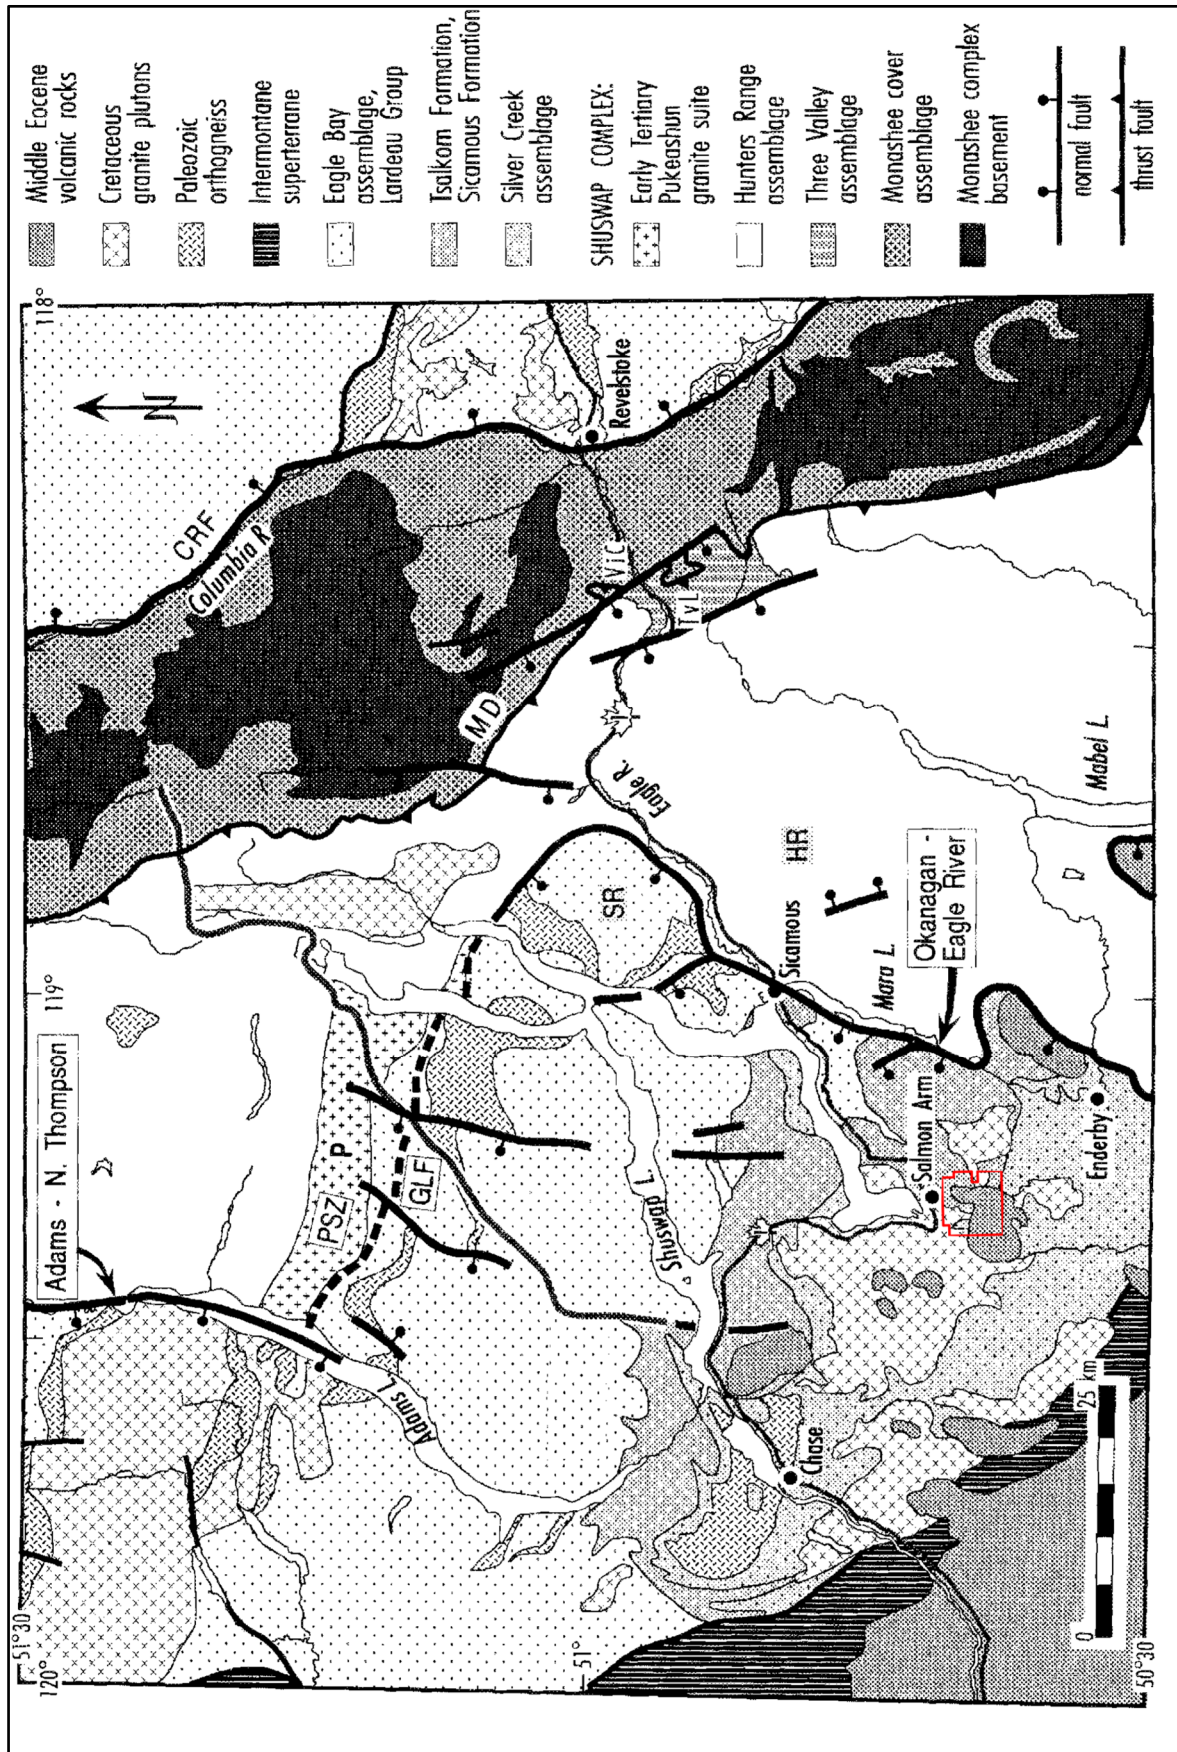 120°
51°30
Adams - N. Thompson
119°
118°
N
Adams L.
PSZ
P
GLF
CRF
Columbia R
MD
SR
51°
Shuswap L.
Eagle R.
VIC
TVL
Revelstoke
Chase
Sicamous
HR
Mara L.
Salmon Arm
Okanagan -
Eagle River
Enderby
Mabel L.
0
25 km
50°30
Middle Eocene
volcanic rocks
Cretaceous
granite plutons
Paleozoic
orthogneiss
Intermontane
superterrane
Eagle Bay
assemblage,
Lardeau Group
Tsalkom Formation,
Sicamous Formation
Silver Creek
assemblage
SHUSWAP COMPLEX:
Early Tertiary
Pukeashun
granite suite
Hunters Range
assemblage
Three Valley
assemblage
Monashee cover
assemblage
Monashee complex
basement
normal fault
thrust fault